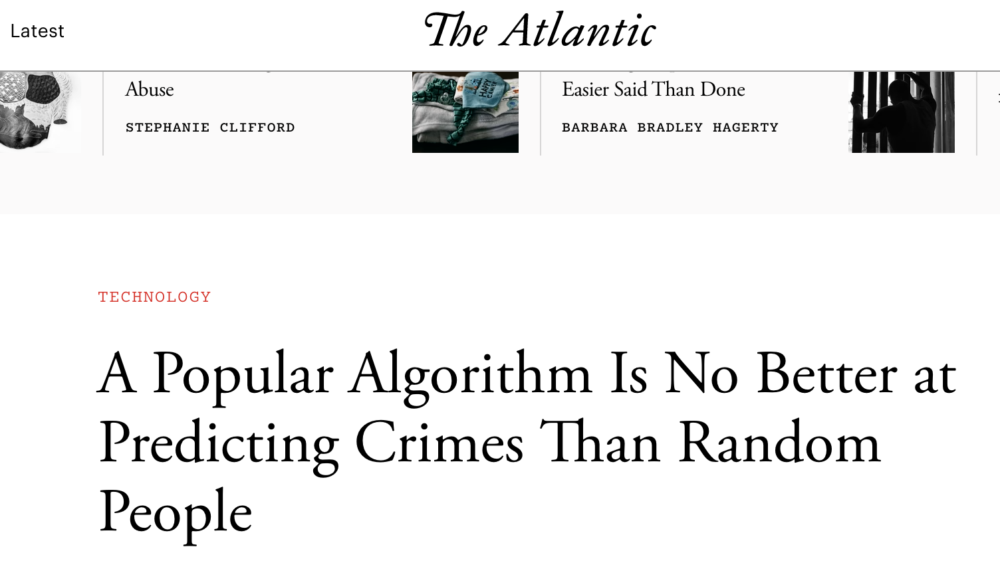 Latest
The Atlantic
Abuse
STEPHANIE CLIFFORD
HAPPY CAMPER
Easier Said Than Done
BARBARA BRADLEY HAGERTY
TECHNOLOGY
A Popular Algorithm Is No Better at
Predicting Crimes Than Random
People